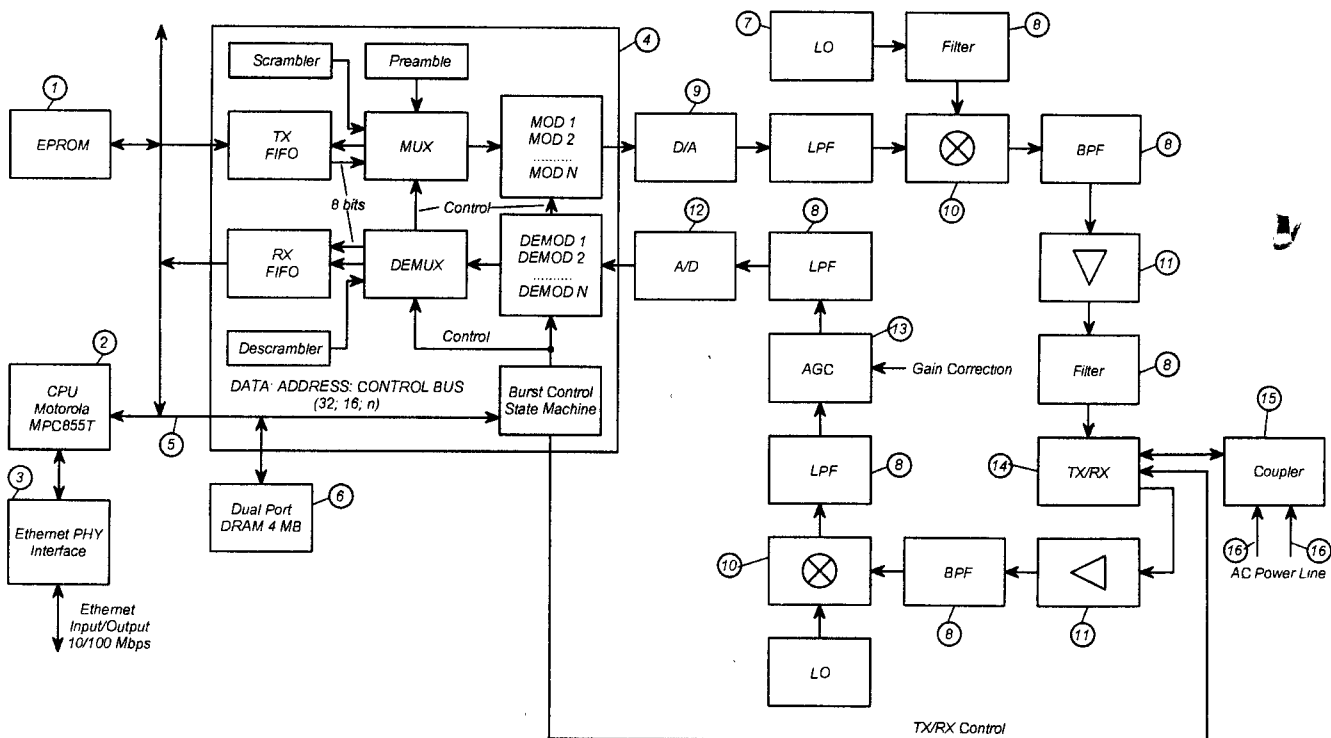 1
EPROM
Scrambler
Preamble
4
TX
FIFO
MUX
MOD 1
MOD 2
..........
MOD N
8 bits
Control
RX
FIFO
DEMUX
DEMOD 1
DEMOD 2
..........
DEMOD N
Descrambler
Control
DATA: ADDRESS: CONTROL BUS
(32; 16; n)
Burst Control
State Machine
2
CPU
Motorola
MPC855T
5
3
Ethernet PHY
Interface
Ethernet
Input/Output
10/100 Mbps
Dual Port
DRAM 4 MB
6
7
LO
Filter
8
9
D/A
LPF
10
BPF
8
12
A/D
8
LPF
11
13
AGC
Gain Correction
Filter
8
LPF
8
14
TX/RX
15
Coupler
16
16
AC Power Line
10
BPF
8
11
LO
TX/RX Control